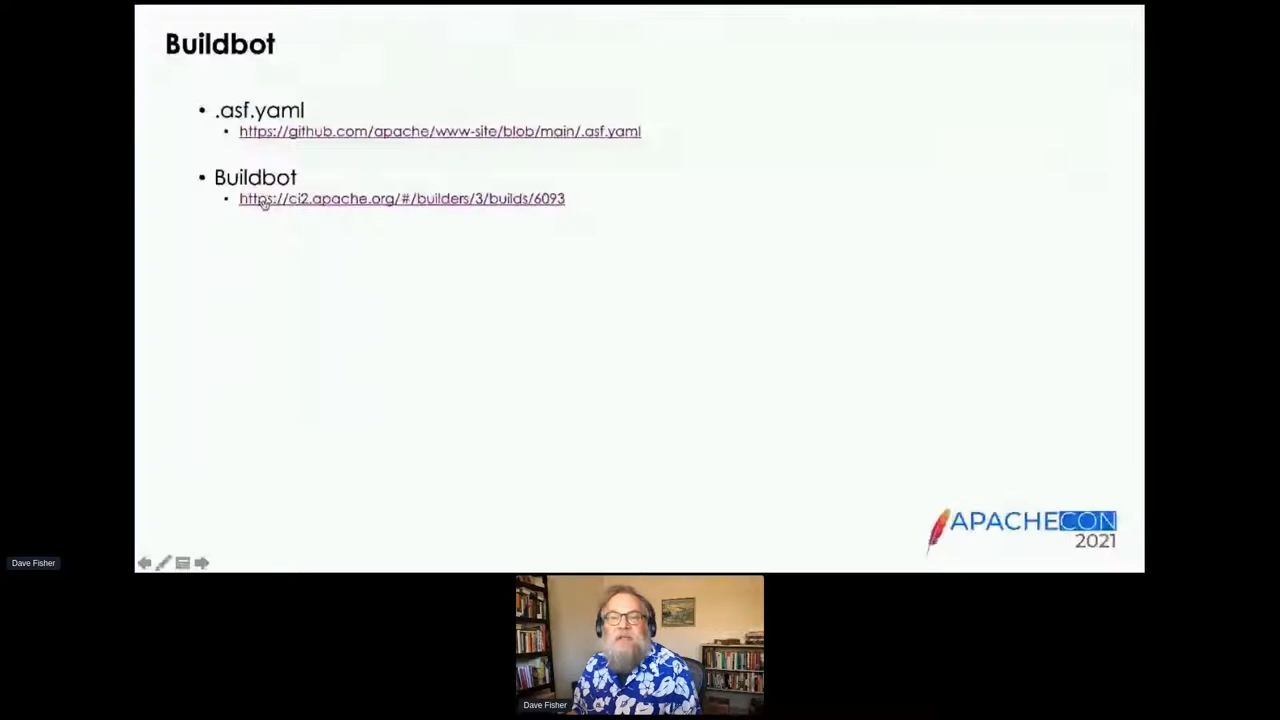 Buildbot
• .asf.yaml
• https://github.com/apache/www-site/blob/main/.asf.yaml
• Buildbot
• https://ci2.apache.org/#/builders/3/builds/6093
APACHECON
2021
Dave Fisher
Dave Fisher